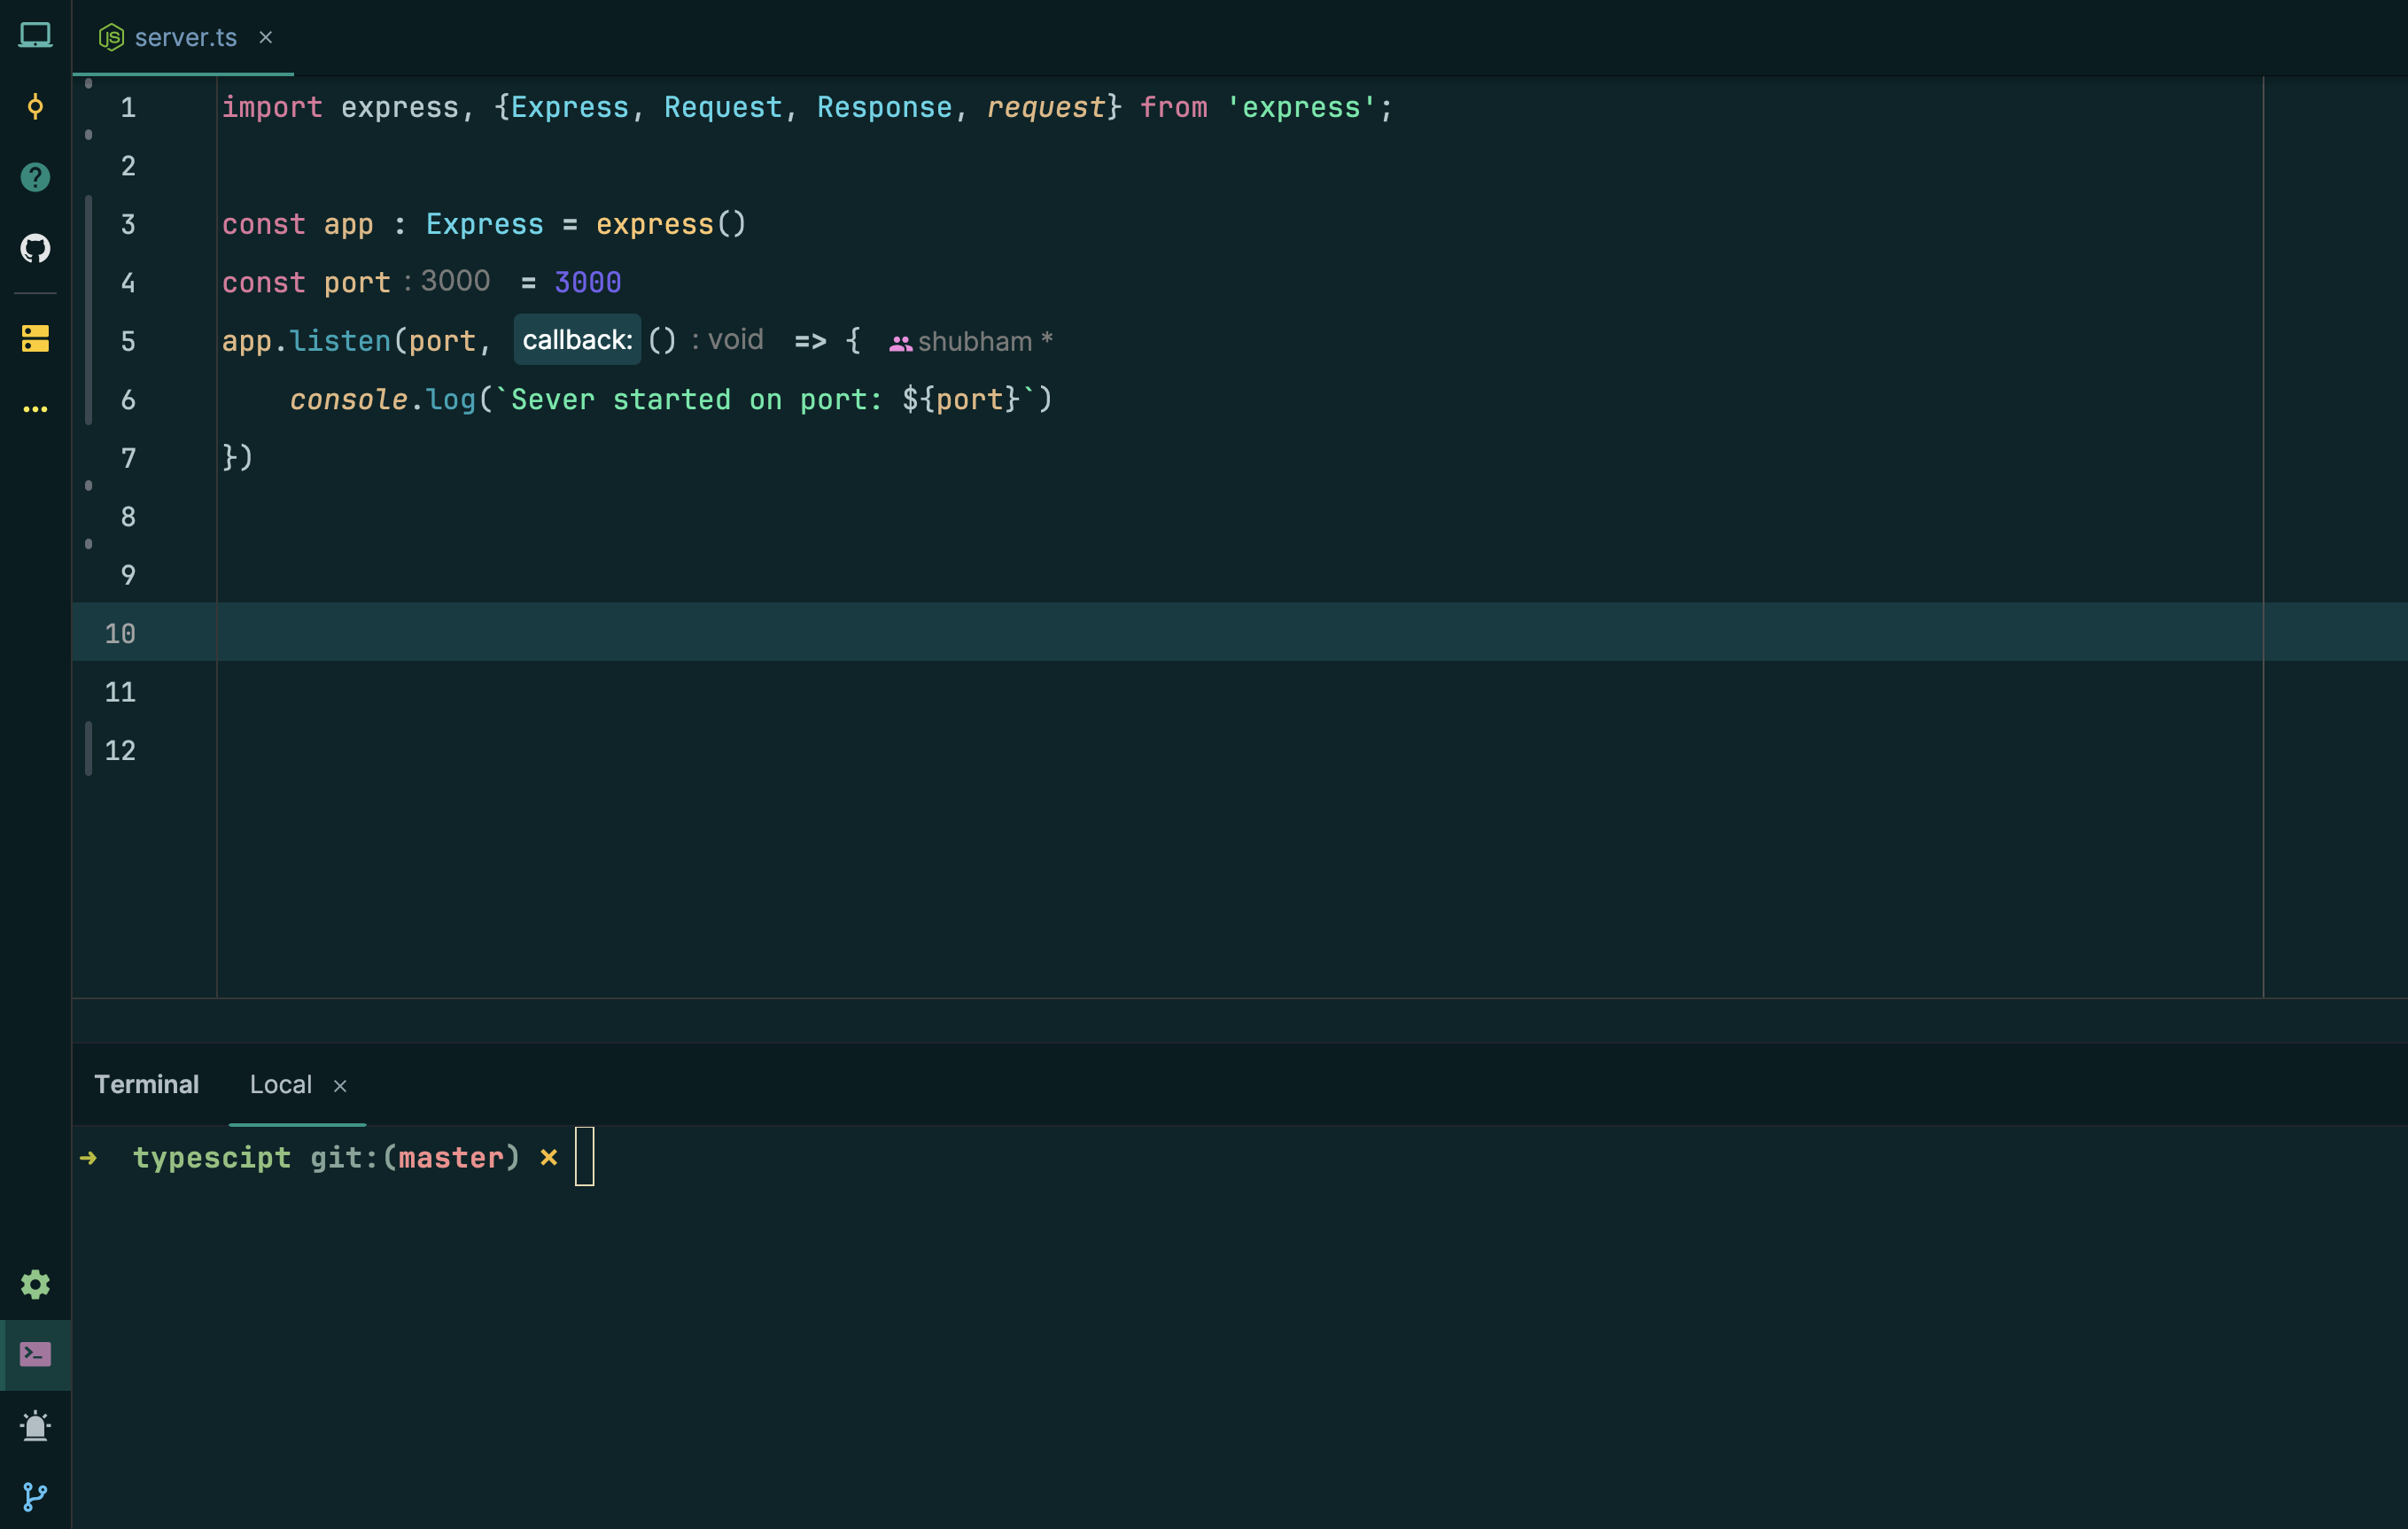 server.ts ×
1 import express, {Express, Request, Response, request} from 'express';
2
3 const app : Express = express()
4 const port : 3000 = 3000
5 app.listen(port, callback: () : void => { shubham *
6 console.log(`Sever started on port: ${port}`)
7 })
8
9
10
11
12
Terminal Local ×
➜ typescipt git:(master) ×